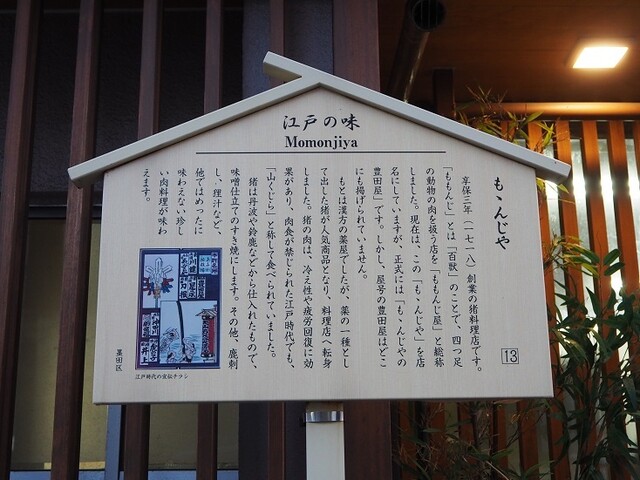 江戸の味
Momonjiya
もゝんじや
13
享保三年（一七一八）創業の猪料理店です。
「ももんじ」とは「百獣」のことで、四つ足
の動物の肉を扱う店を「ももんじ屋」と総称
しました。現在は、この「もゝんじや」を店
名にしていますが、正式には「もゝんじやの
豊田屋」です。しかし、屋号の豊田屋はどこ
にも掲げられていません。
もとは漢方の薬屋でしたが、薬の一種とし
て出した猪が人気商品となり、料理店へ転身
しました。猪の肉は、冷え性や疲労回復に効
果があり、肉食が禁じられた江戸時代でも、
「山くじら」と称して食べられていました。
猪は丹波や鈴鹿などから仕入れたもので、
味噌仕立てのすき焼にします。その他、鹿刺
し、狸汁など、
他ではめったに
味わえない珍し
い肉料理が味わ
えます。
江戸時代の宣伝チラシ
墨田区